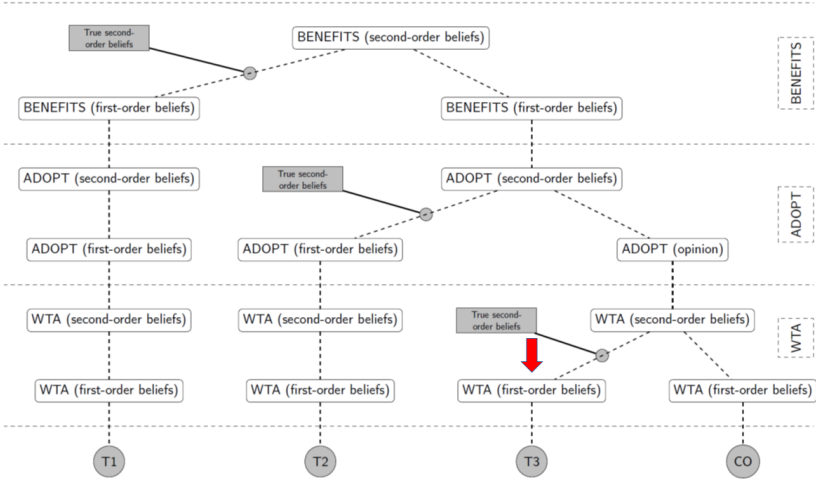 True second-
order beliefs
BENEFITS (second-order beliefs)
BENEFITS
BENEFITS (first-order beliefs)
BENEFITS (first-order beliefs)
ADOPT (second-order beliefs)
True second-
order beliefs
ADOPT (second-order beliefs)
ADOPT
ADOPT (first-order beliefs)
ADOPT (first-order beliefs)
ADOPT (opinion)
WTA (second-order beliefs)
WTA (second-order beliefs)
True second-
order beliefs
WTA (second-order beliefs)
WTA
WTA (first-order beliefs)
WTA (first-order beliefs)
WTA (first-order beliefs)
WTA (first-order beliefs)
T1
T2
T3
CO